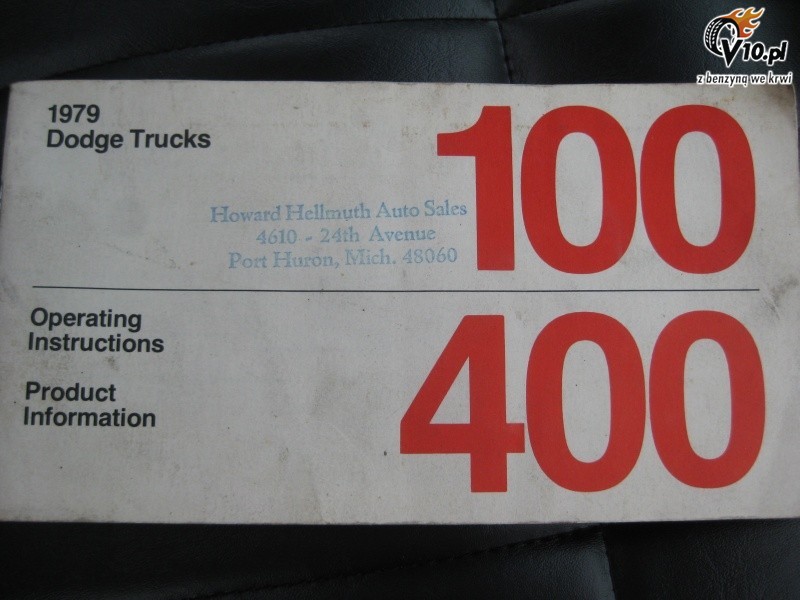 V10.pl
z benzyną we krwi
1979
Dodge Trucks
100
Howard Hellmuth Auto Sales
4610 - 24th Avenue
Port Huron, Mich. 48060
Operating
Instructions
400
Product
Information